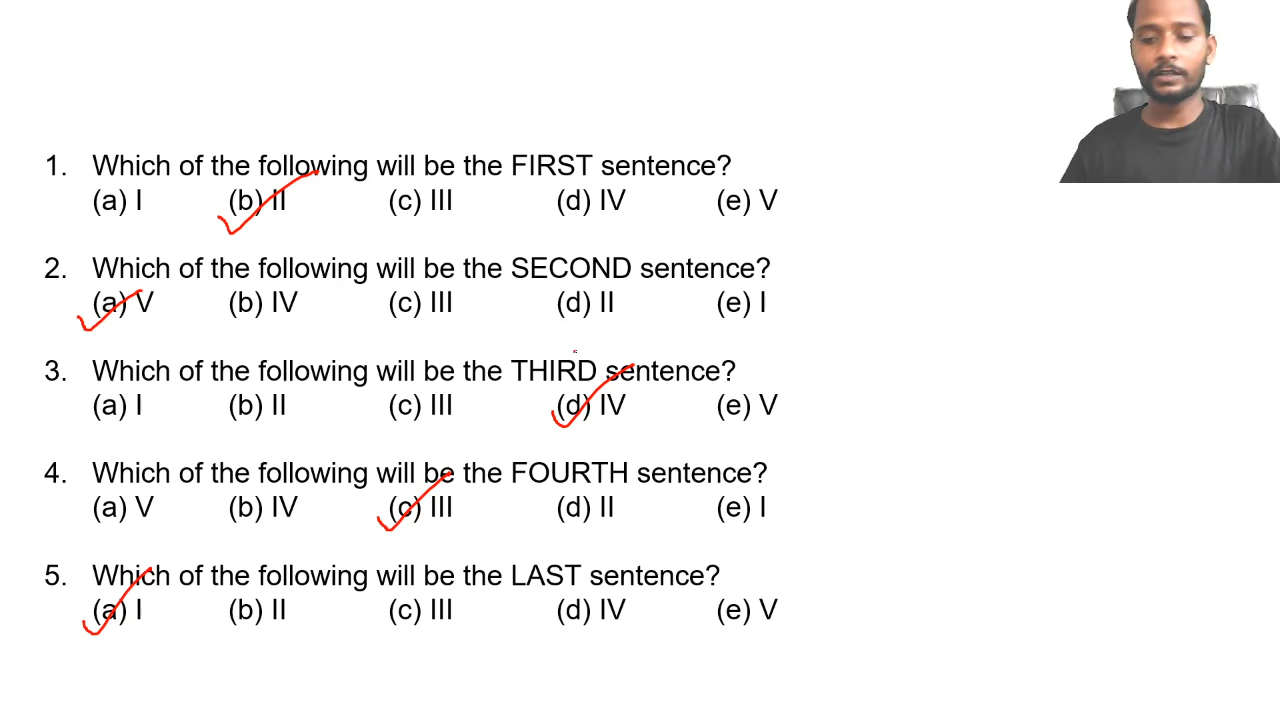 1. Which of the following will be the FIRST sentence?
(a) I (b) II (c) III (d) IV (e) V
2. Which of the following will be the SECOND sentence?
(a) V (b) IV (c) III (d) II (e) I
3. Which of the following will be the THIRD sentence?
(a) I (b) II (c) III (d) IV (e) V
4. Which of the following will be the FOURTH sentence?
(a) V (b) IV (c) III (d) II (e) I
5. Which of the following will be the LAST sentence?
(a) I (b) II (c) III (d) IV (e) V